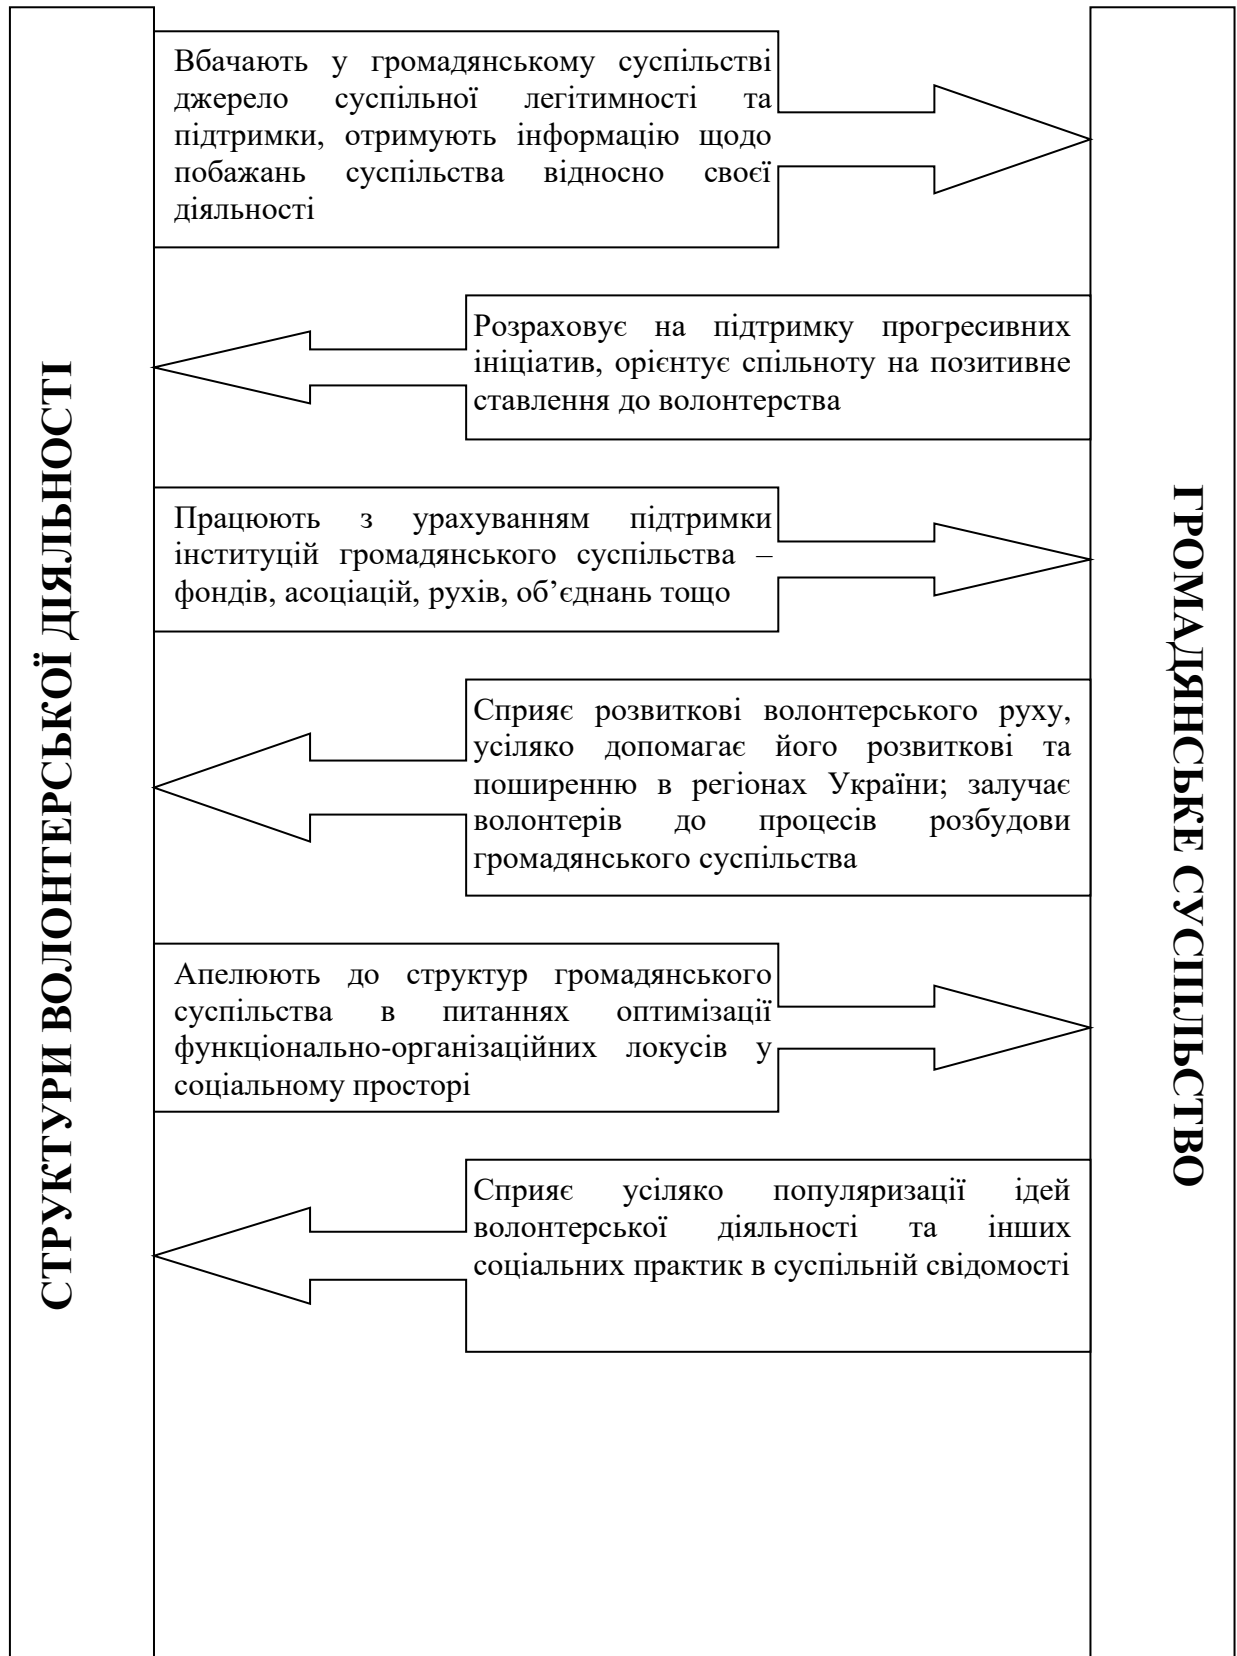 СТРУКТУРИ ВОЛОНТЕРСЬКОЇ ДІЯЛЬНОСТІ
Вбачають у громадянському суспільстві
джерело суспільної легітимності та
підтримки, отримують інформацію щодо
побажань суспільства відносно своєї
діяльності
Розраховує на підтримку прогресивних
ініціатив, орієнтує спільноту на позитивне
ставлення до волонтерства
Працюють з урахуванням підтримки
інституцій громадянського суспільства –
фондів, асоціацій, рухів, об’єднань тощо
Сприяє розвиткові волонтерського руху,
усіляко допомагає його розвиткові та
поширенню в регіонах України; залучає
волонтерів до процесів розбудови
громадянського суспільства
Апелюють до структур громадянського
суспільства в питаннях оптимізації
функціонально-організаційних локусів у
соціальному просторі
Сприяє усіляко популяризації ідей
волонтерської діяльності та інших
соціальних практик в суспільній свідомості
ГРОМАДЯНСЬКЕ СУСПІЛЬСТВО